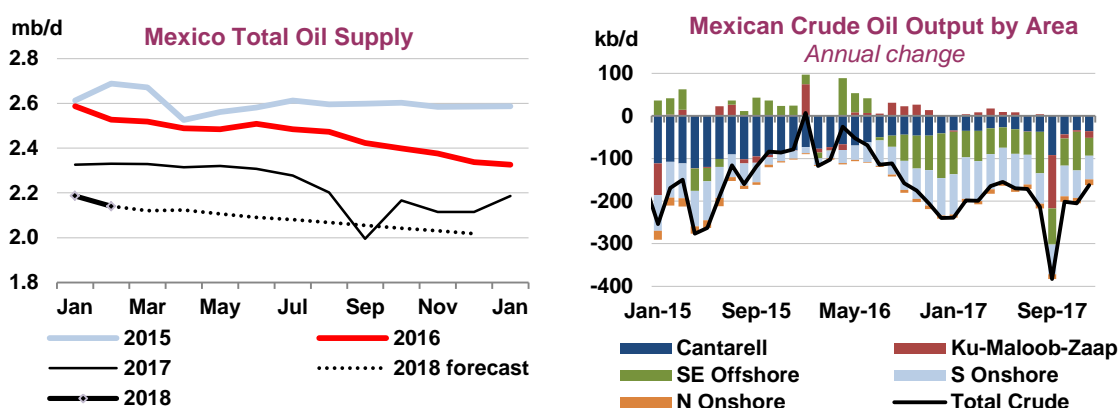 mb/d
Mexico Total Oil Supply
2.8
2.6
2.4
2.2
2.0
1.8
Jan Mar May Jul Sep Nov Jan
2015 2016
2017 2018 forecast
2018
kb/d
Mexican Crude Oil Output by Area
Annual change
100
0
-100
-200
-300
-400
Jan-15 Sep-15 May-16 Jan-17 Sep-17
Cantarell Ku-Maloob-Zaap
SE Offshore S Onshore
N Onshore Total Crude